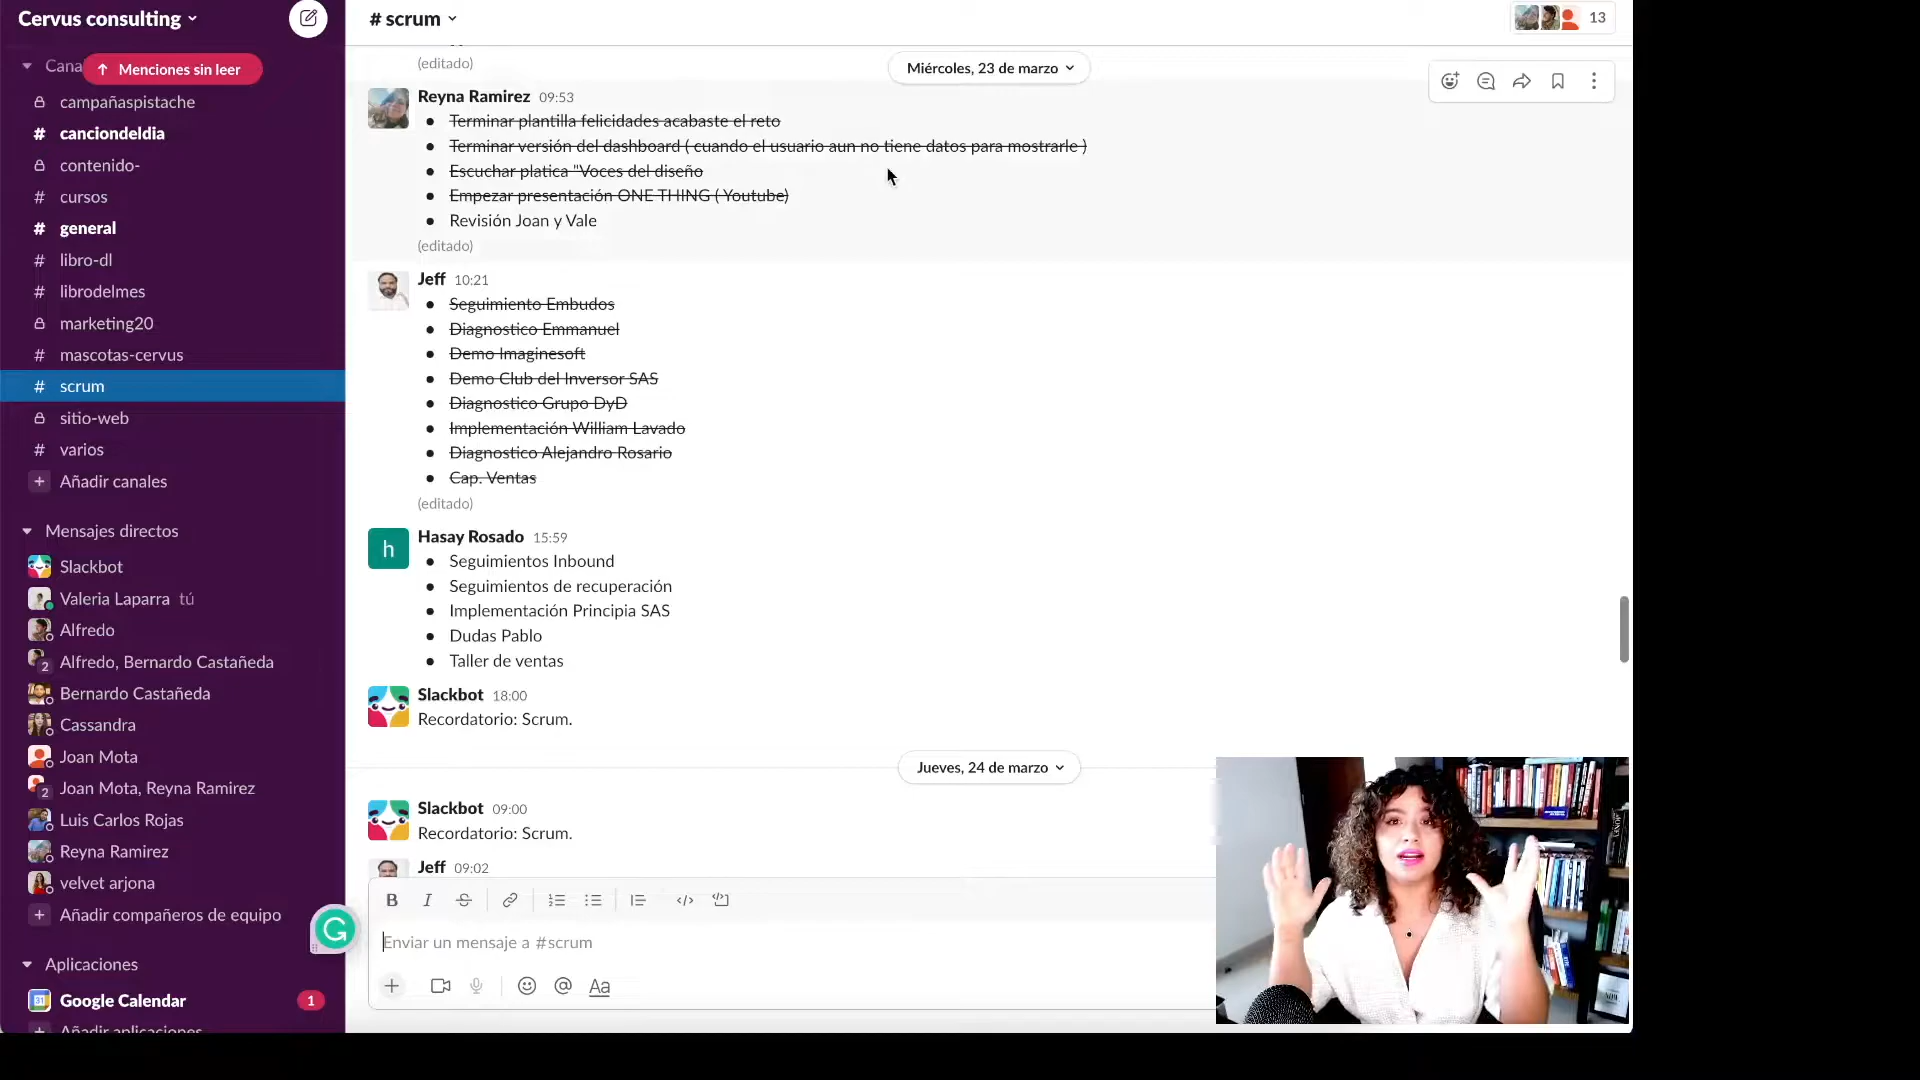 Cervus consulting
Cana
Menciones sin leer
campañaspistache
# canciondeldia
contenido-
# cursos
# general
# libro-dl
# librodelmes
marketing20
# mascotas-cervus
# scrum
sitio-web
# varios
+ Añadir canales
Mensajes directos
Slackbot
Valeria Laparra tú
Alfredo
2 Alfredo, Bernardo Castañeda
Bernardo Castañeda
Cassandra
Joan Mota
2 Joan Mota, Reyna Ramirez
Luis Carlos Rojas
Reyna Ramirez
velvet arjona
+ Añadir compañeros de equipo
Aplicaciones
31 Google Calendar 1
+ Añadir aplicaciones
# scrum
13
(editado)
Miércoles, 23 de marzo
Reyna Ramirez 09:53
• Terminar plantilla felicidades acabaste el reto
• Terminar versión del dashboard ( cuando el usuario aun no tiene datos para mostrarle )
• Escuchar platica "Voces del diseño
• Empezar presentación ONE THING ( Youtube)
• Revisión Joan y Vale
(editado)
Jeff 10:21
• Seguimiento Embudos
• Diagnostico Emmanuel
• Demo Imaginesoft
• Demo Club del Inversor SAS
• Diagnostico Grupo DyD
• Implementación William Lavado
• Diagnostico Alejandro Rosario
• Cap. Ventas
(editado)
h
Hasay Rosado 15:59
• Seguimientos Inbound
• Seguimientos de recuperación
• Implementación Principia SAS
• Dudas Pablo
• Taller de ventas
Slackbot 18:00
Recordatorio: Scrum.
Jueves, 24 de marzo
Slackbot 09:00
Recordatorio: Scrum.
Jeff 09:02
B I S
Enviar un mensaje a #scrum
+ @ Aa